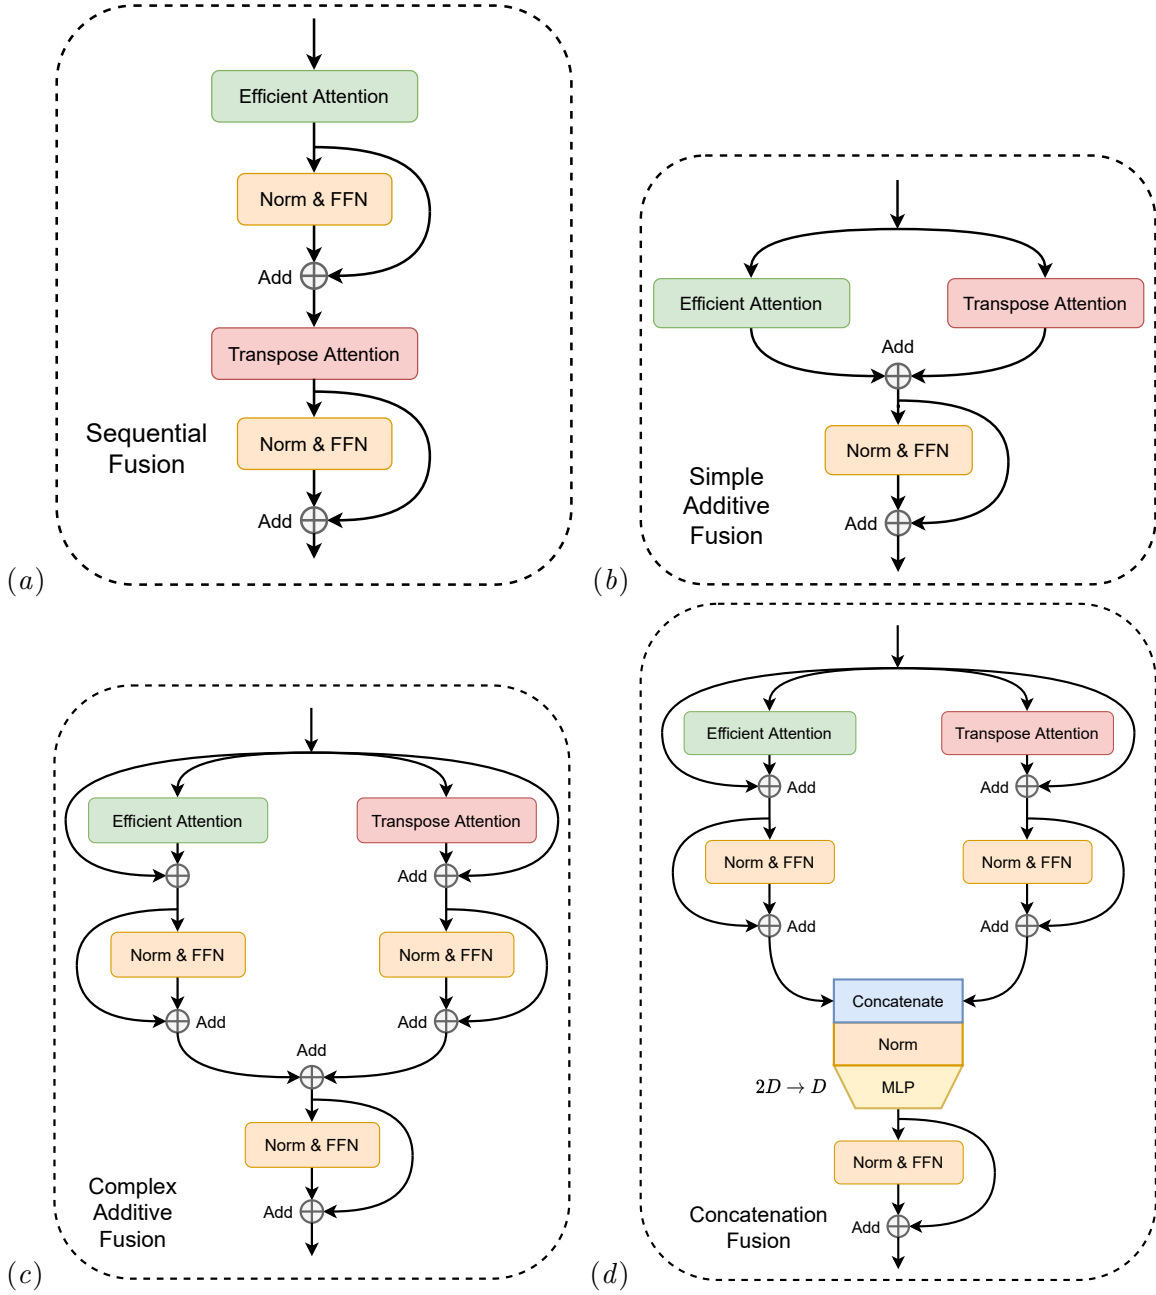 Efficient Attention
Norm & FFN
Add
Transpose Attention
Sequential
Fusion
Norm & FFN
Add
(a)
Efficient Attention
Transpose Attention
Add
Norm & FFN
Simple
Additive
Fusion
Add
(b)
Efficient Attention
Transpose Attention
Add
Norm & FFN
Norm & FFN
Add
Add
Add
Norm & FFN
Complex
Additive
Fusion
Add
(c)
Efficient Attention
Transpose Attention
Add
Add
Norm & FFN
Norm & FFN
Add
Add
Concatenate
Norm
2D → D
MLP
Norm & FFN
Concatenation
Fusion
Add
(d)